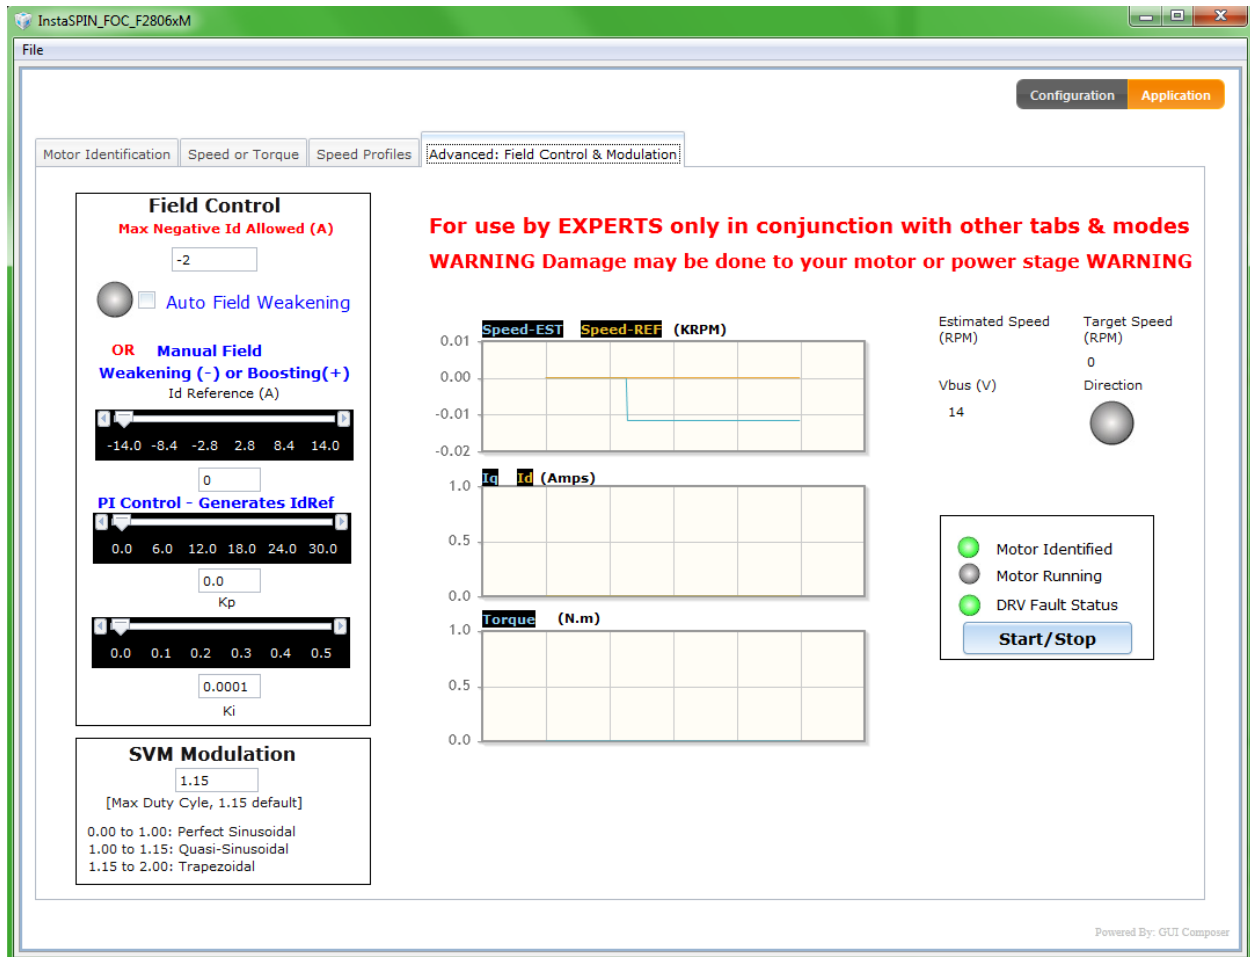 InstaSPIN_FOC_F2806xM
File
Configuration
Application
Motor Identification
Speed or Torque
Speed Profiles
Advanced: Field Control & Modulation
Field Control
Max Negative Id Allowed (A)
-2
Auto Field Weakening
OR Manual Field
Weakening (-) or Boosting(+)
Id Reference (A)
-14.0 -8.4 -2.8 2.8 8.4 14.0
0
PI Control - Generates IdRef
0.0 6.0 12.0 18.0 24.0 30.0
0.0
Kp
0.0 0.1 0.2 0.3 0.4 0.5
0.0001
Ki
SVM Modulation
1.15
[Max Duty Cyle, 1.15 default]
0.00 to 1.00: Perfect Sinusoidal
1.00 to 1.15: Quasi-Sinusoidal
1.15 to 2.00: Trapezoidal
For use by EXPERTS only in conjunction with other tabs & modes
WARNING Damage may be done to your motor or power stage WARNING
Speed-EST Speed-REF (KRPM)
0.01
0.00
-0.01
-0.02
Iq Id (Amps)
1.0
0.5
0.0
Torque (N.m)
1.0
0.5
0.0
Estimated Speed
(RPM)
Target Speed
(RPM)
0
Vbus (V)
14
Direction
Motor Identified
Motor Running
DRV Fault Status
Start/Stop
Powered By: GUI Composer